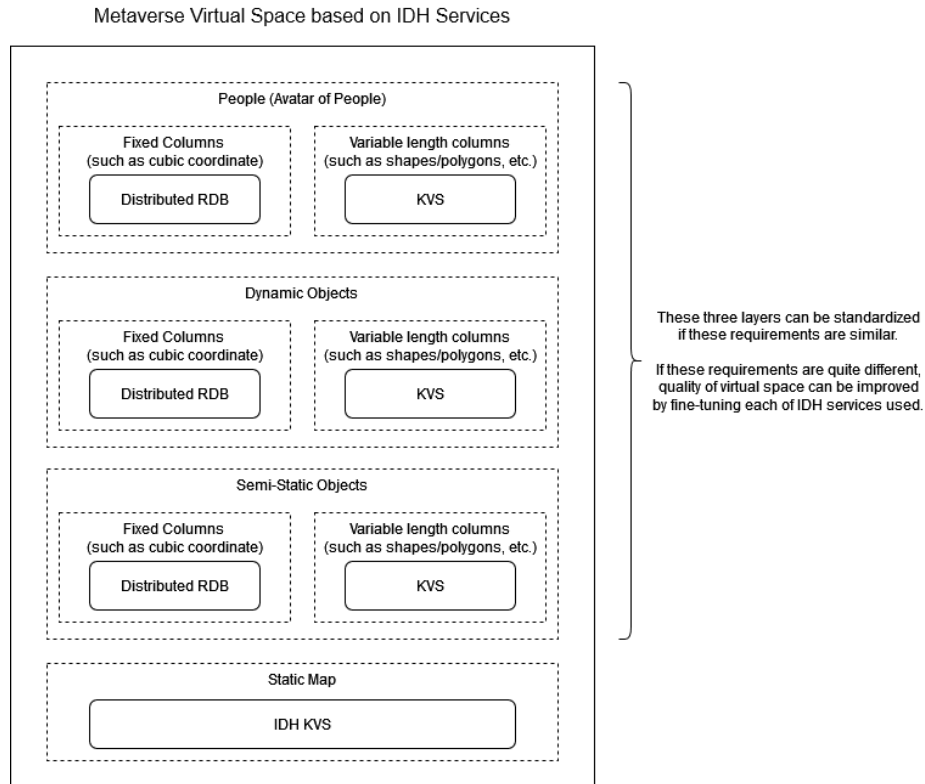 Metaverse Virtual Space based on IDH Services
People (Avatar of People)
Fixed Columns
(such as cubic coordinate)
Distributed RDB
Variable length columns
(such as shapes/polygons, etc.)
KVS
Dynamic Objects
Fixed Columns
(such as cubic coordinate)
Distributed RDB
Variable length columns
(such as shapes/polygons, etc.)
KVS
Semi-Static Objects
Fixed Columns
(such as cubic coordinate)
Distributed RDB
Variable length columns
(such as shapes/polygons, etc.)
KVS
Static Map
IDH KVS
These three layers can be standardized
if these requirements are similar.
If these requirements are quite different,
quality of virtual space can be improved
by fine-tuning each of IDH services used.